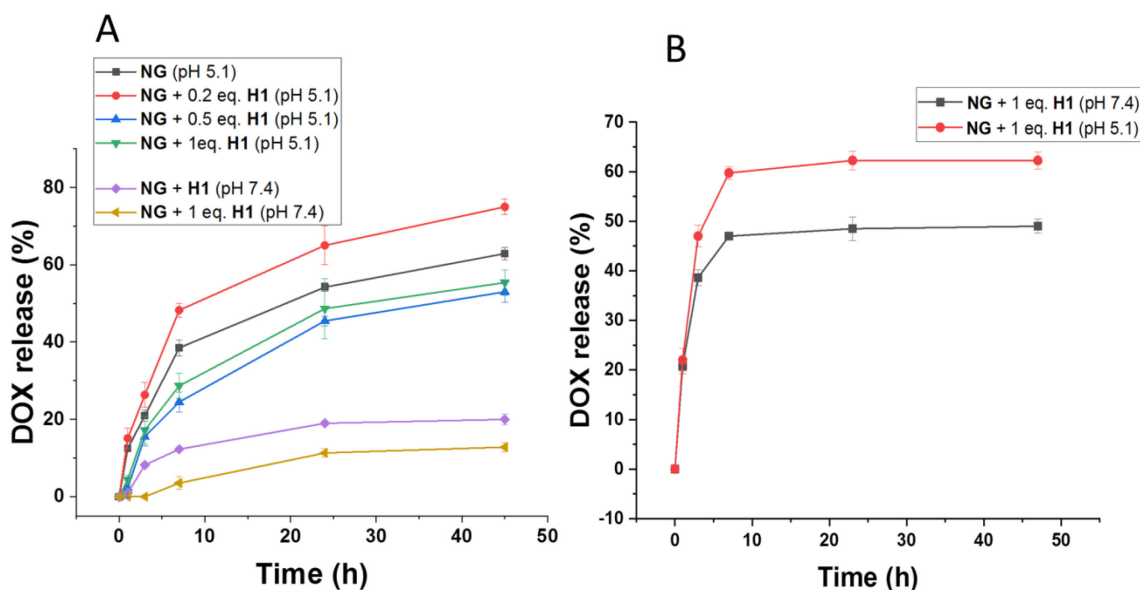 A
NG (pH 5.1)
NG + 0.2 eq. H1 (pH 5.1)
NG + 0.5 eq. H1 (pH 5.1)
NG + 1eq. H1 (pH 5.1)
NG + H1 (pH 7.4)
NG + 1 eq. H1 (pH 7.4)
DOX release (%)
80
60
40
20
0
0 10 20 30 40 50
Time (h)
B
NG + 1 eq. H1 (pH 7.4)
NG + 1 eq. H1 (pH 5.1)
DOX release (%)
70
60
50
40
30
20
10
0
-10
0 10 20 30 40 50
Time (h)